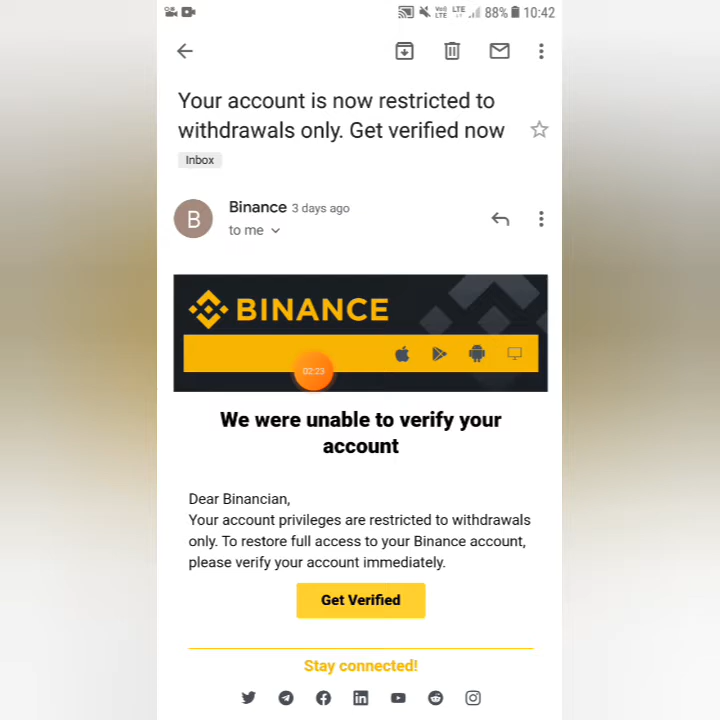 88% 10:42
Your account is now restricted to
withdrawals only. Get verified now
Inbox
B
Binance 3 days ago
to me
BINANCE
02:23
We were unable to verify your
account
Dear Binancian,
Your account privileges are restricted to withdrawals
only. To restore full access to your Binance account,
please verify your account immediately.
Get Verified
Stay connected!